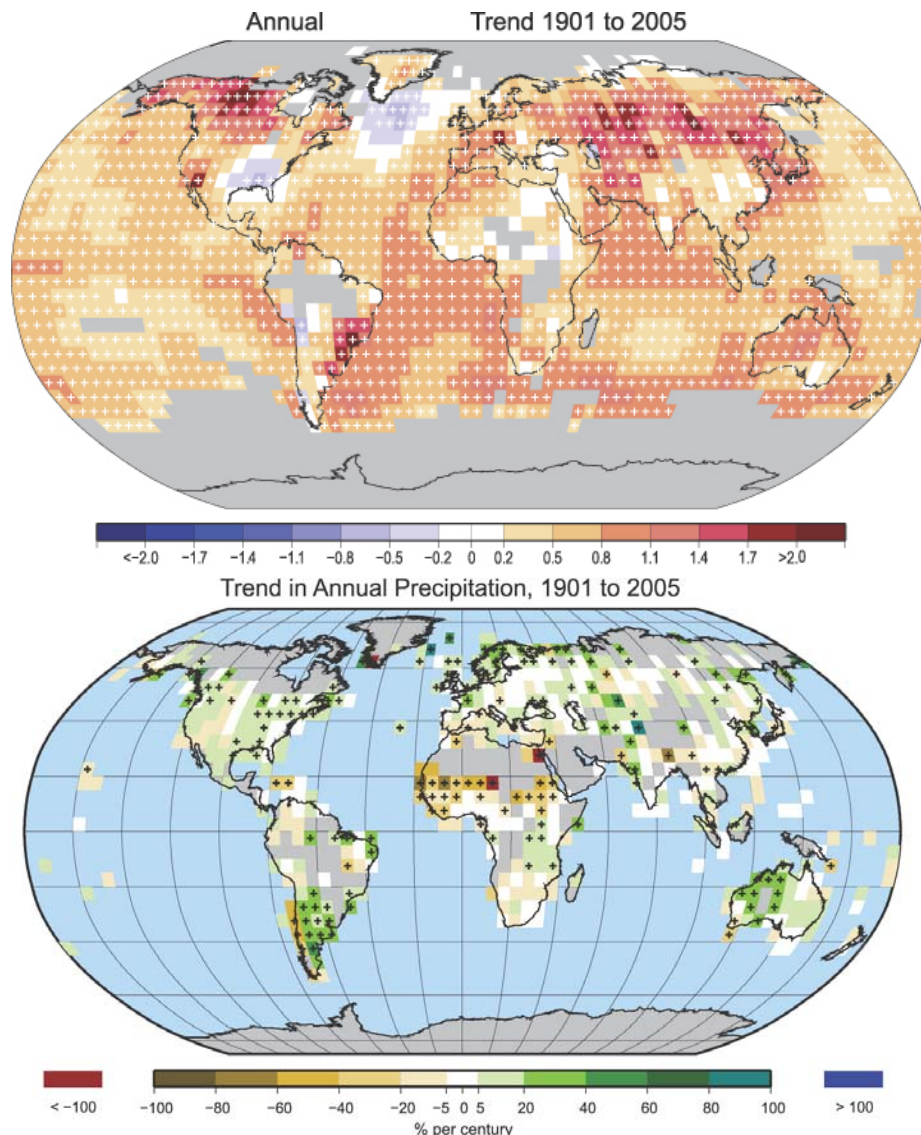 Annual Trend 1901 to 2005
<-2.0 −1.7 −1.4 −1.1 −0.8 −0.5 −0.2 0 0.2 0.5 0.8 1.1 1.4 1.7 >2.0
Trend in Annual Precipitation, 1901 to 2005
< −100 −100 −80 −60 −40 −20 −5 0 5 20 40 60 80 100 > 100
% per century